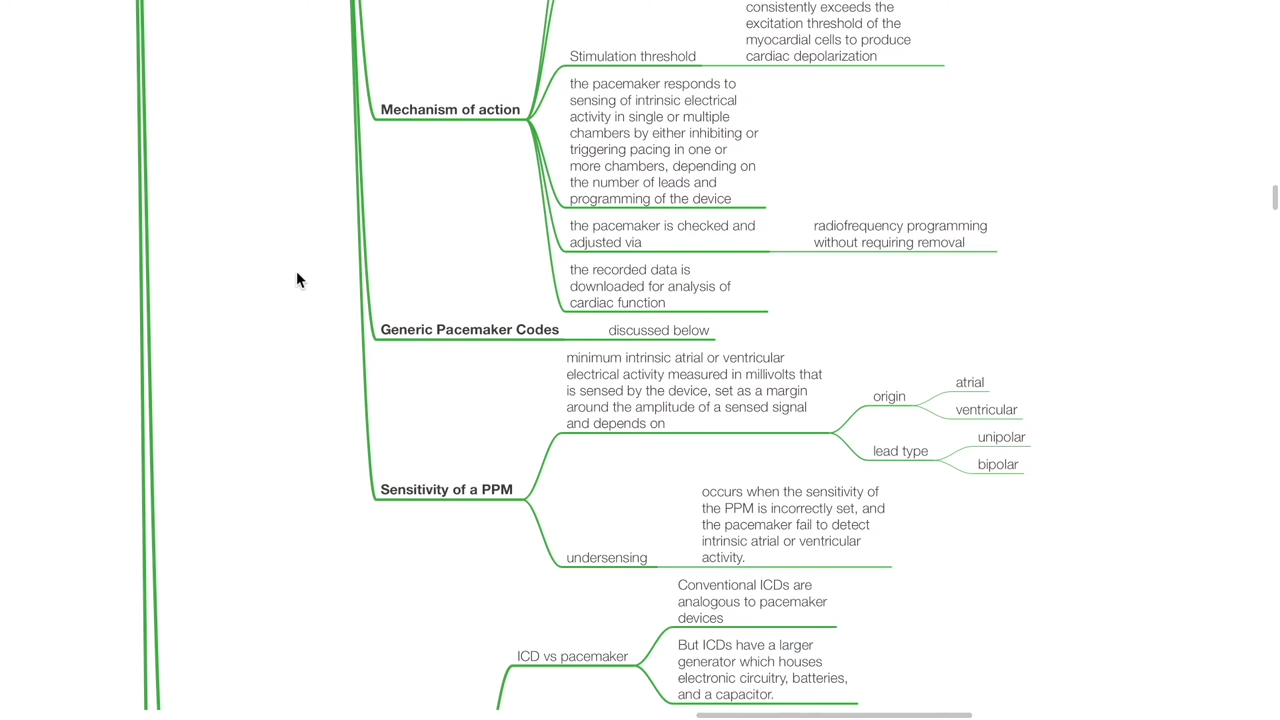 consistently exceeds the
excitation threshold of the
myocardial cells to produce
cardiac depolarization
Stimulation threshold
the pacemaker responds to
sensing of intrinsic electrical
activity in single or multiple
chambers by either inhibiting or
triggering pacing in one or
more chambers, depending on
the number of leads and
programming of the device
Mechanism of action
the pacemaker is checked and
adjusted via
radiofrequency programming
without requiring removal
the recorded data is
downloaded for analysis of
cardiac function
Generic Pacemaker Codes
discussed below
minimum intrinsic atrial or ventricular
electrical activity measured in millivolts that
is sensed by the device, set as a margin
around the amplitude of a sensed signal
and depends on
origin
atrial
ventricular
lead type
unipolar
bipolar
Sensitivity of a PPM
undersensing
occurs when the sensitivity of
the PPM is incorrectly set, and
the pacemaker fail to detect
intrinsic atrial or ventricular
activity.
ICD vs pacemaker
Conventional ICDs are
analogous to pacemaker
devices
But ICDs have a larger
generator which houses
electronic circuitry, batteries,
and a capacitor.